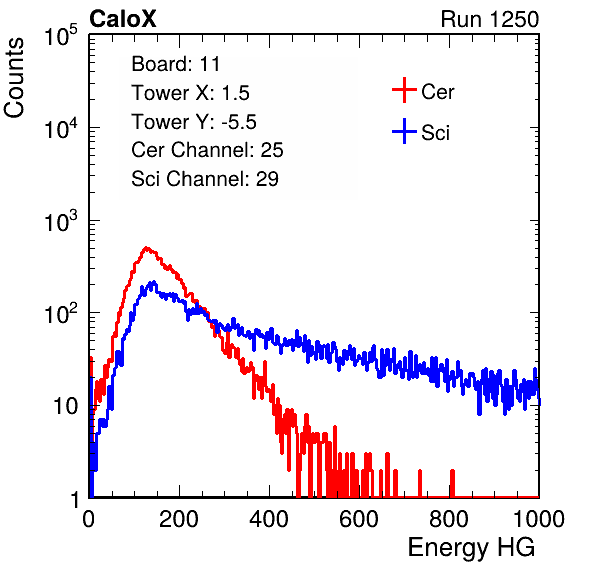 CaloX Run 1250
Counts
10^5
10^4
10^3
10^2
10
1
Board: 11
Tower X: 1.5
Tower Y: -5.5
Cer Channel: 25
Sci Channel: 29
Cer
Sci
0 200 400 600 800 1000
Energy HG